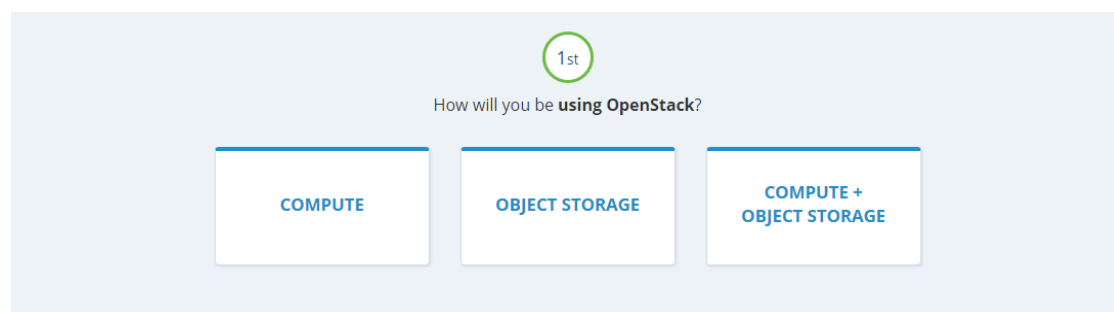 1st
How will you be using OpenStack?
COMPUTE
OBJECT STORAGE
COMPUTE +
OBJECT STORAGE